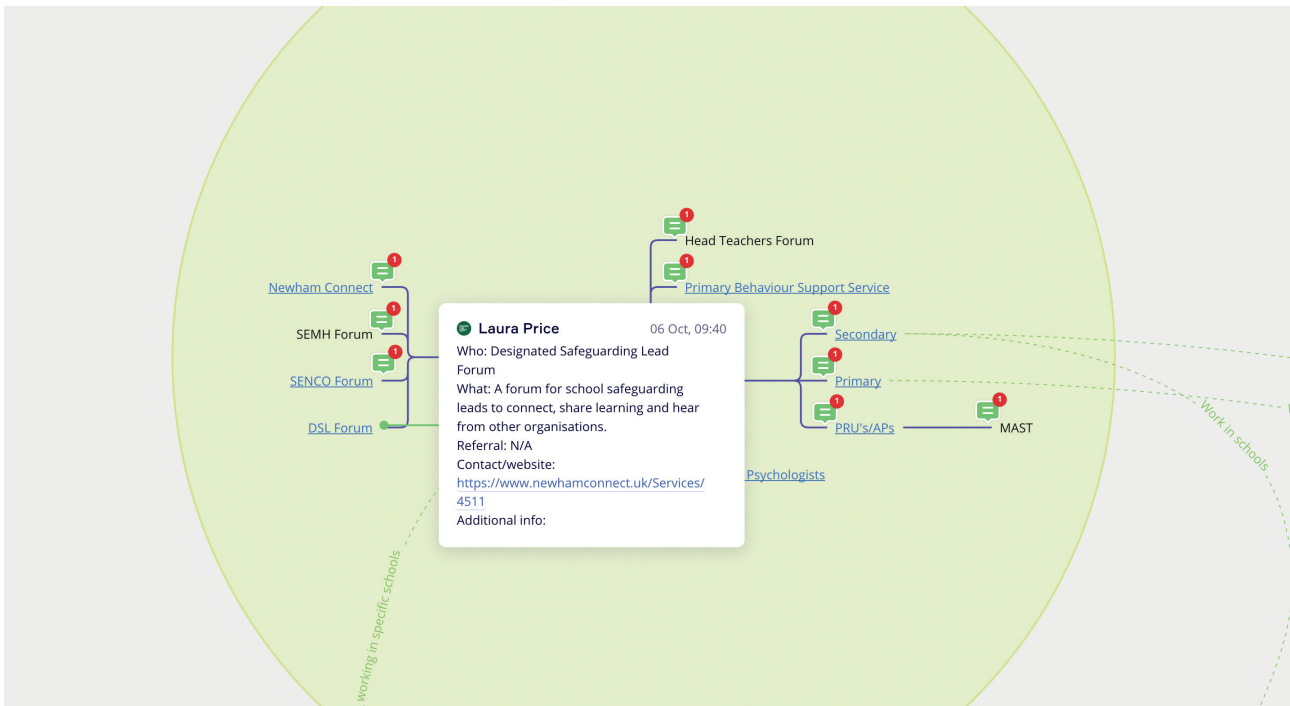 1
Head Teachers Forum
1
Primary Behaviour Support Service
1
Newham Connect
1
SEMH Forum
1
SENCO Forum
DSL Forum
Laura Price
06 Oct, 09:40
Who: Designated Safeguarding Lead
Forum
What: A forum for school safeguarding
leads to connect, share learning and hear
from other organisations.
Referral: N/A
Contact/website:
https://www.newhamconnect.uk/Services/
4511
Additional info:
1
Secondary
1
Primary
1
PRU's/APs
1
MAST
Psychologists
Work in schools
working in specific schools